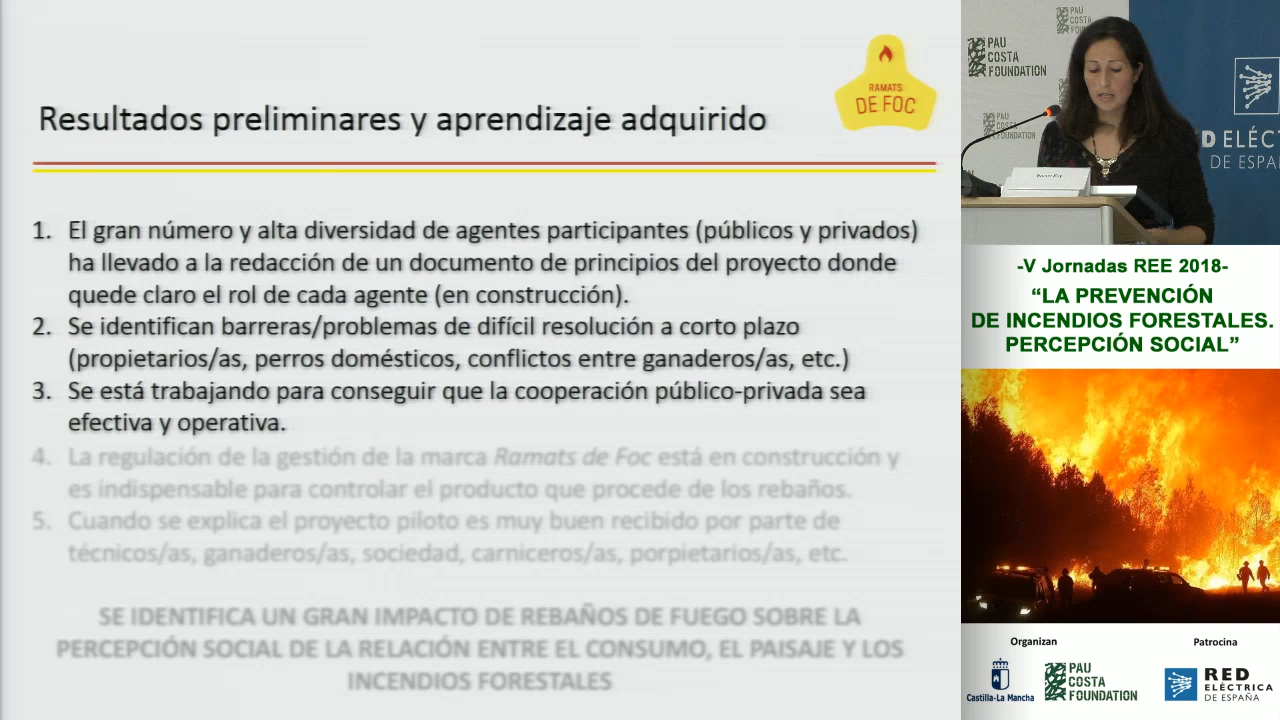 RAMATS
DE FOC
Resultados preliminares y aprendizaje adquirido
1. El gran número y alta diversidad de agentes participantes (públicos y privados)
ha llevado a la redacción de un documento de principios del proyecto donde
quede claro el rol de cada agente (en construcción).
2. Se identifican barreras/problemas de difícil resolución a corto plazo
(propietarios/as, perros domésticos, conflictos entre ganaderos/as, etc.)
3. Se está trabajando para conseguir que la cooperación público-privada sea
efectiva y operativa.
4. La regulación de la gestión de la marca Ramats de Foc está en construcción y
es indispensable para controlar el producto que procede de los rebaños.
5. Cuando se explica el proyecto piloto es muy buen recibido por parte de
técnicos/as, ganaderos/as, sociedad, carniceros/as, porpietarios/as, etc.
SE IDENTIFICA UN GRAN IMPACTO DE REBAÑOS DE FUEGO SOBRE LA
PERCEPCIÓN SOCIAL DE LA RELACIÓN ENTRE EL CONSUMO, EL PAISAJE Y LOS
INCENDIOS FORESTALES
PAU
COSTA
FOUNDATION
PAU
COSTA
FOUNDATION
PAU
COSTA
FOUNDATION
D ELÉCTR
DE ESPAÑ
-V Jornadas REE 2018-
“LA PREVENCIÓN
DE INCENDIOS FORESTALES.
PERCEPCIÓN SOCIAL”
Organizan
Patrocina
Castilla-La Mancha
PAU
COSTA
FOUNDATION
RED
ELÉCTRICA
DE ESPAÑA